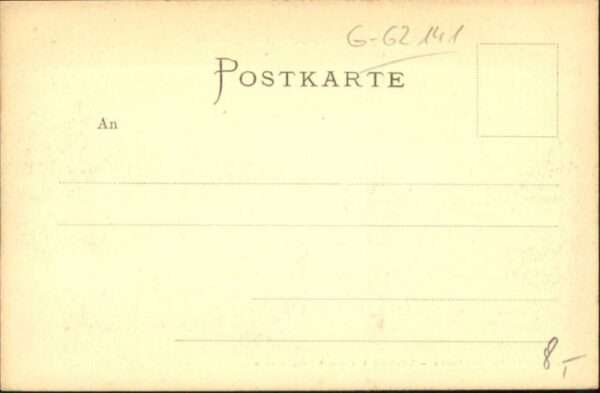 G-62141
POSTKARTE
An
8,-